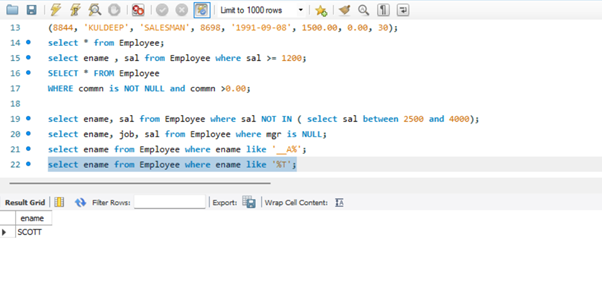 Limit to 1000 rows
13 (8844, 'KULDEEP', 'SALESMAN', 8698, '1991-09-08', 1500.00, 0.00, 30);
14 select * from Employee;
15 select ename , sal from Employee where sal >= 1200;
16 SELECT * FROM Employee
17 WHERE commn is NOT NULL and commn >0.00;
18
19 select ename, sal from Employee where sal NOT IN ( select sal between 2500 and 4000);
20 select ename, job, sal from Employee where mgr is NULL;
21 select ename from Employee where ename like '__A%';
22 select ename from Employee where ename like '%T';
Result Grid Filter Rows: Export: Wrap Cell Content: IA
ename
SCOTT